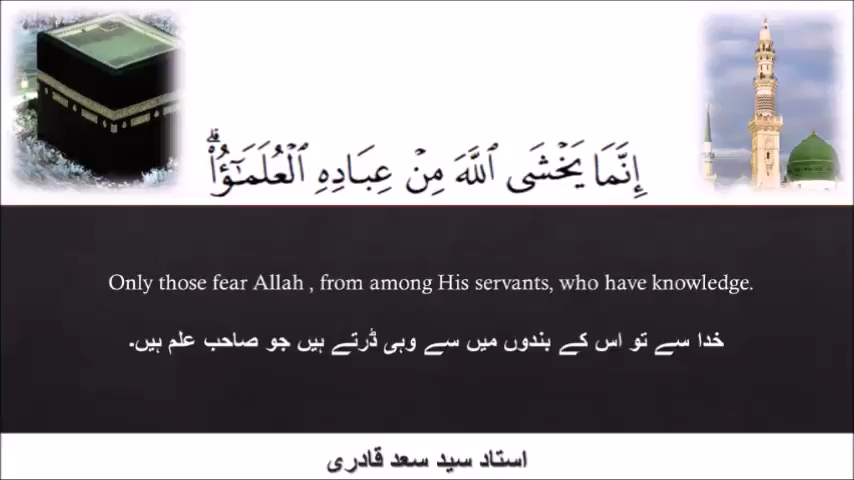 إِنَّمَا يَخْشَى ٱللَّهَ مِنْ عِبَادِهِ ٱلْعُلَمَـٰٓؤُا۟ ۗ
Only those fear Allah , from among His servants, who have knowledge.
خدا سے تو اس کے بندوں میں سے وہی ڈرتے ہیں جو صاحب علم ہیں۔
استاد سید سعد قادری